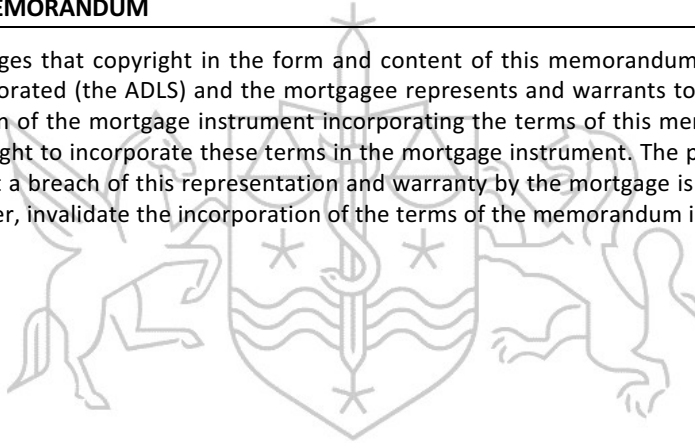 EMORANDUM
ges that copyright in the form and content of this memorandum
orated (the ADLS) and the mortgagee represents and warrants to
n of the mortgage instrument incorporating the terms of this mer
ght to incorporate these terms in the mortgage instrument. The p
t a breach of this representation and warranty by the mortgage is
er, invalidate the incorporation of the terms of the memorandum i